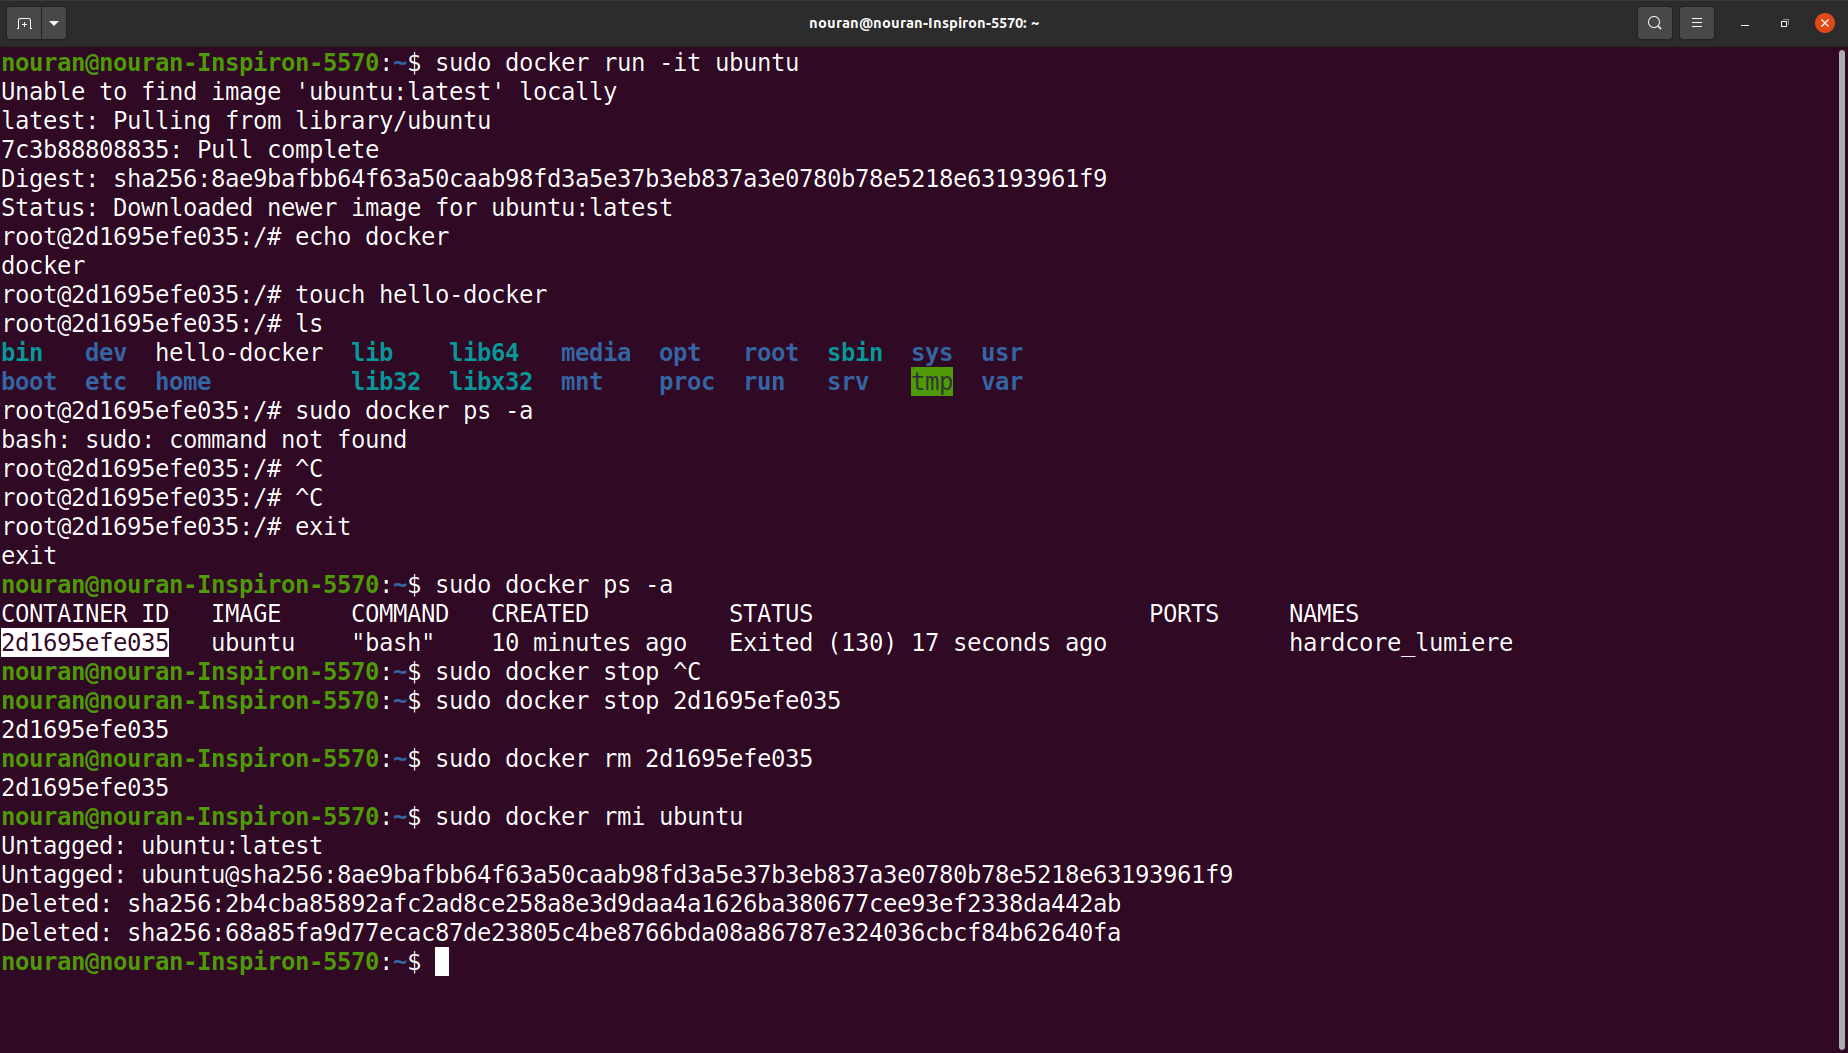 nouran@nouran-Inspiron-5570: ~
nouran@nouran-Inspiron-5570:~$ sudo docker run -it ubuntu
Unable to find image 'ubuntu:latest' locally
latest: Pulling from library/ubuntu
7c3b88808835: Pull complete
Digest: sha256:8ae9bafbb64f63a50caab98fd3a5e37b3eb837a3e0780b78e5218e63193961f9
Status: Downloaded newer image for ubuntu:latest
root@2d1695efe035:/# echo docker
docker
root@2d1695efe035:/# touch hello-docker
root@2d1695efe035:/# ls
bin   dev  hello-docker  lib    lib64   media  opt   root  sbin  sys  usr
boot  etc  home          lib32  libx32  mnt    proc  run   srv   tmp  var
root@2d1695efe035:/# sudo docker ps -a
bash: sudo: command not found
root@2d1695efe035:/# ^C
root@2d1695efe035:/# ^C
root@2d1695efe035:/# exit
exit
nouran@nouran-Inspiron-5570:~$ sudo docker ps -a
CONTAINER ID   IMAGE     COMMAND   CREATED          STATUS                        PORTS     NAMES
2d1695efe035   ubuntu    "bash"    10 minutes ago   Exited (130) 17 seconds ago             hardcore_lumiere
nouran@nouran-Inspiron-5570:~$ sudo docker stop ^C
nouran@nouran-Inspiron-5570:~$ sudo docker stop 2d1695efe035
2d1695efe035
nouran@nouran-Inspiron-5570:~$ sudo docker rm 2d1695efe035
2d1695efe035
nouran@nouran-Inspiron-5570:~$ sudo docker rmi ubuntu
Untagged: ubuntu:latest
Untagged: ubuntu@sha256:8ae9bafbb64f63a50caab98fd3a5e37b3eb837a3e0780b78e5218e63193961f9
Deleted: sha256:2b4cba85892afc2ad8ce258a8e3d9daa4a1626ba380677cee93ef2338da442ab
Deleted: sha256:68a85fa9d77ecac87de23805c4be8766bda08a86787e324036cbcf84b62640fa
nouran@nouran-Inspiron-5570:~$